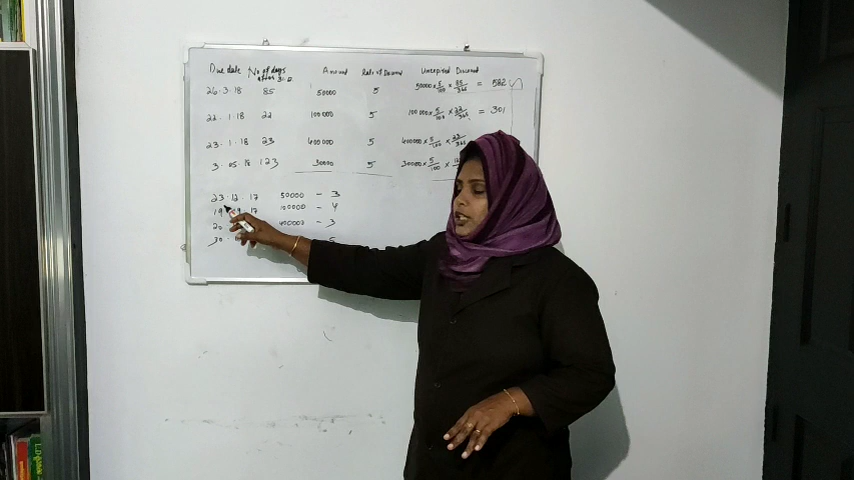 Due date No of days after Amount Rate of Discount Unexpired Discount
26.3.18 85 50000 5 50000 × 5/100 × 85/365 = 582
22.1.18 22 100000 5 100000 × 5/100 × 22/365 = 301
23.1.18 23 400000 5 400000 × 5/100 × 23/365
3.05.18 123 30000 5 30000 × 5/100 ×
23.12.17 50000 - 3
19 17 100000 - 4
20 400000 - 3
30 5